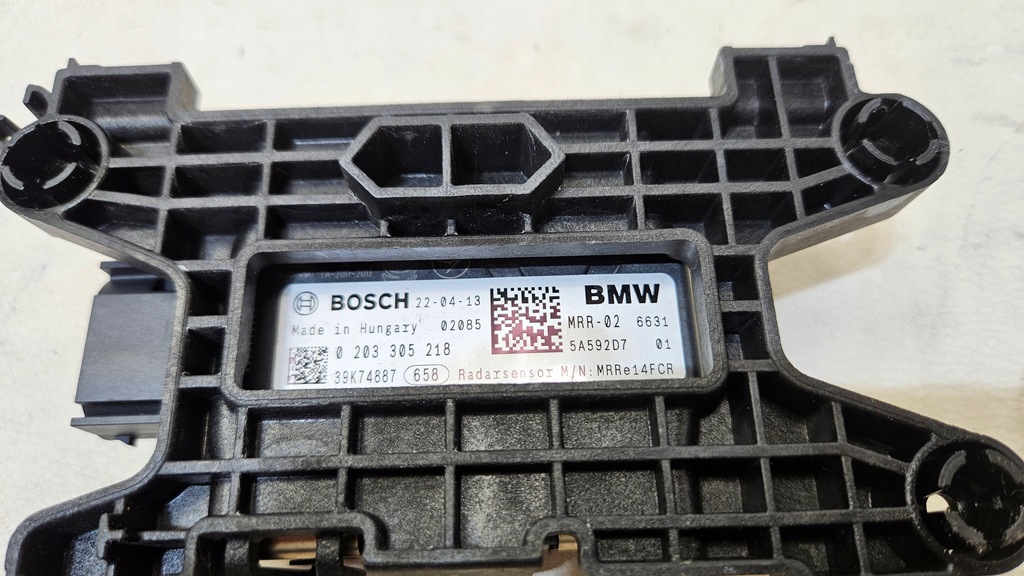 BOSCH 22-04-13
Made in Hungary 02085
0 203 305 218
39K74887 658 Radarsensor M/N:MRRe14FCR
BMW
MRR-02 6631
5A592D7 01